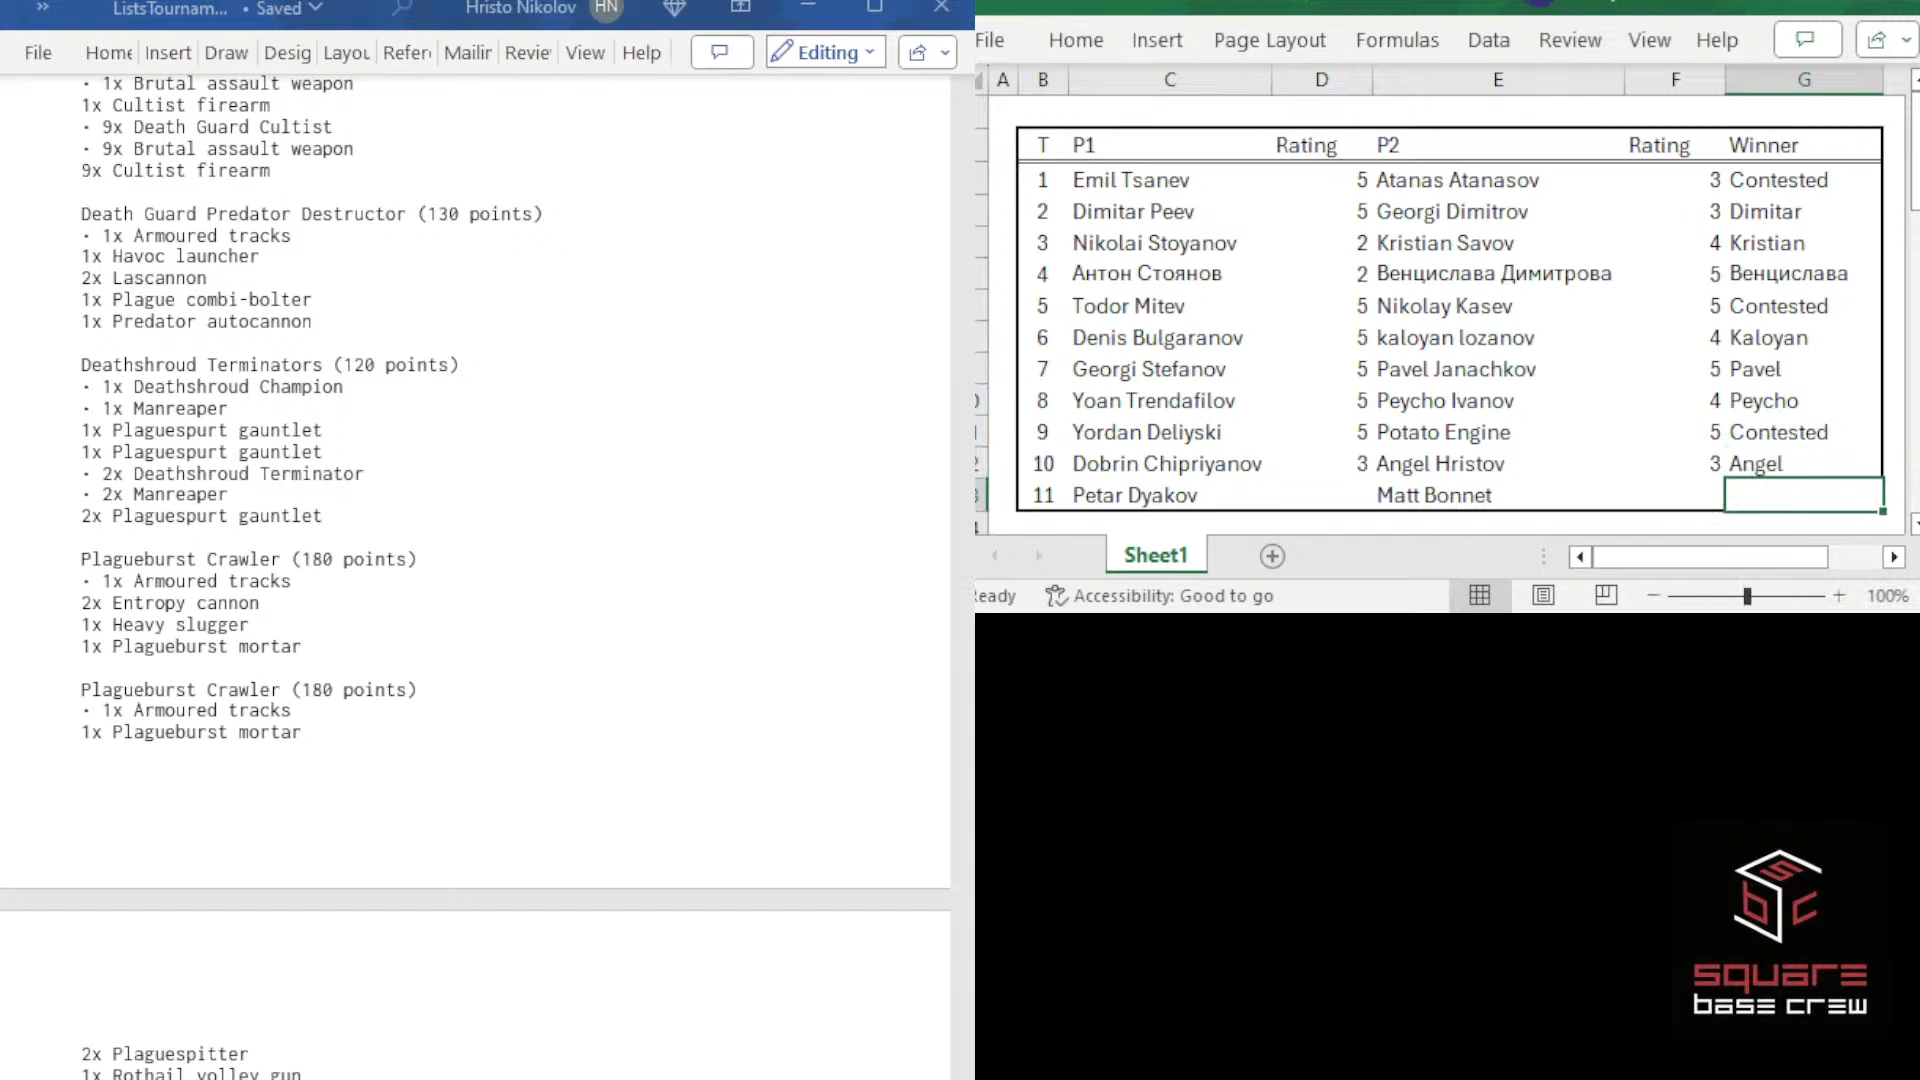 ListsTournam... • Saved
Hristo Nikolov HN
File Home Insert Draw Desig Layou Refer Mailin Revie View Help Editing
• 1x Brutal assault weapon
1x Cultist firearm
• 9x Death Guard Cultist
• 9x Brutal assault weapon
9x Cultist firearm
Death Guard Predator Destructor (130 points)
• 1x Armoured tracks
1x Havoc launcher
2x Lascannon
1x Plague combi-bolter
1x Predator autocannon
Deathshroud Terminators (120 points)
• 1x Deathshroud Champion
• 1x Manreaper
1x Plaguespurt gauntlet
1x Plaguespurt gauntlet
• 2x Deathshroud Terminator
• 2x Manreaper
2x Plaguespurt gauntlet
Plagueburst Crawler (180 points)
• 1x Armoured tracks
2x Entropy cannon
1x Heavy slugger
1x Plagueburst mortar
Plagueburst Crawler (180 points)
• 1x Armoured tracks
1x Plagueburst mortar
2x Plaguespitter
1x Rothail volley gun
File Home Insert Page Layout Formulas Data Review View Help
A B C D E F G
T P1 Rating P2 Rating Winner
1 Emil Tsanev 5 Atanas Atanasov 3 Contested
2 Dimitar Peev 5 Georgi Dimitrov 3 Dimitar
3 Nikolai Stoyanov 2 Kristian Savov 4 Kristian
4 Антон Стоянов 2 Венцислава Димитрова 5 Венцислава
5 Todor Mitev 5 Nikolay Kasev 5 Contested
6 Denis Bulgaranov 5 kaloyan lozanov 4 Kaloyan
7 Georgi Stefanov 5 Pavel Janachkov 5 Pavel
8 Yoan Trendafilov 5 Peycho Ivanov 4 Peycho
9 Yordan Deliyski 5 Potato Engine 5 Contested
10 Dobrin Chipriyanov 3 Angel Hristov 3 Angel
11 Petar Dyakov Matt Bonnet
Sheet1
eady Accessibility: Good to go 100%
sbc
square
base crew